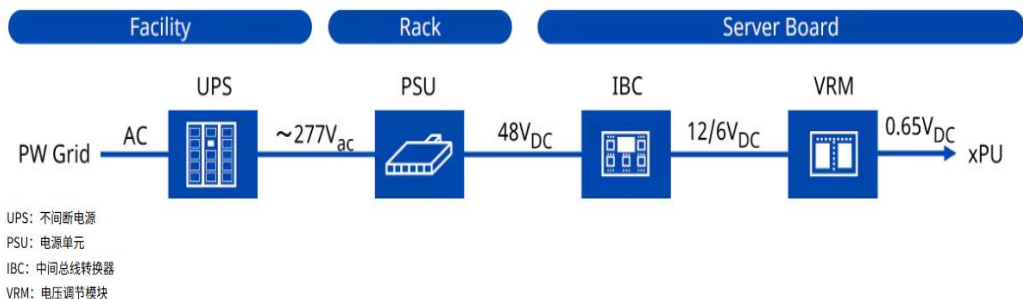 Facility Rack Server Board
UPS PSU IBC VRM
PW Grid AC ~277Vac 48VDC 12/6VDC 0.65VDC xPU
UPS：不间断电源
PSU：电源单元
IBC：中间总线转换器
VRM：电压调节模块